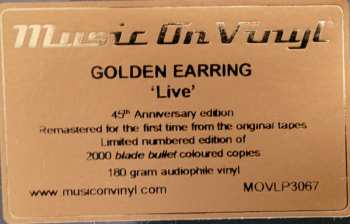 Music On Vinyl
GOLDEN EARRING
'Live'
45th Anniversary edition
Remastered for the first time from the original tapes
Limited numbered edition of
2000 blade bullet coloured copies
180 gram audiophile vinyl
www.musiconvinyl.com MOVLP3067